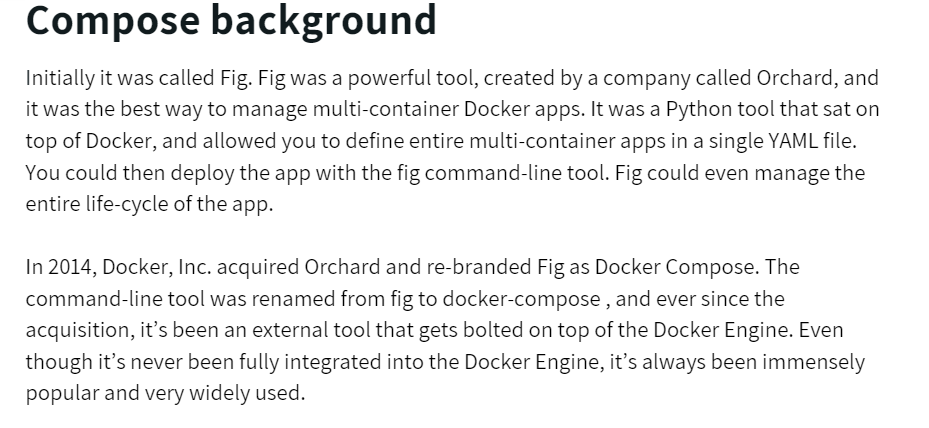 Compose background
Initially it was called Fig. Fig was a powerful tool, created by a company called Orchard, and
it was the best way to manage multi-container Docker apps. It was a Python tool that sat on
top of Docker, and allowed you to define entire multi-container apps in a single YAML file.
You could then deploy the app with the fig command-line tool. Fig could even manage the
entire life-cycle of the app.
In 2014, Docker, Inc. acquired Orchard and re-branded Fig as Docker Compose. The
command-line tool was renamed from fig to docker-compose , and ever since the
acquisition, it’s been an external tool that gets bolted on top of the Docker Engine. Even
though it’s never been fully integrated into the Docker Engine, it’s always been immensely
popular and very widely used.